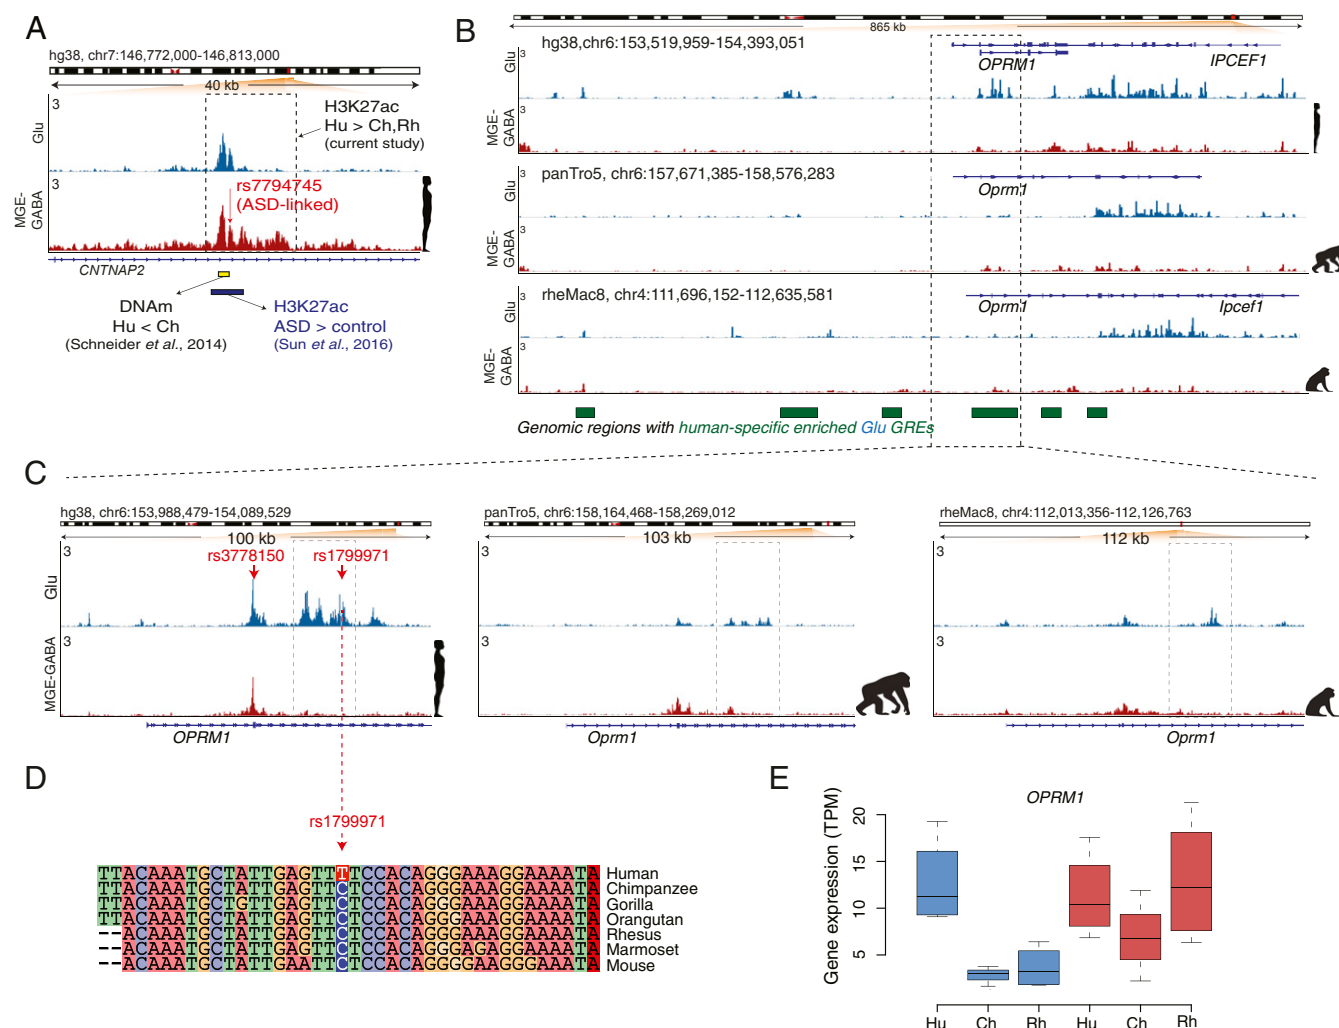 A
hg38, chr7:146,772,000-146,813,000
40 kb
3
Glu
H3K27ac
Hu > Ch,Rh
(current study)
3
MGE-
GABA
rs7794745
(ASD-linked)
CNTNAP2
DNAm
Hu < Ch
(Schneider et al., 2014)
H3K27ac
ASD > control
(Sun et al., 2016)
B
865 kb
hg38,chr6:153,519,959-154,393,051
Glu
3
OPRM1
IPCEF1
MGE-
GABA
3
panTro5, chr6:157,671,385-158,576,283
Glu
3
Oprm1
MGE-
GABA
3
rheMac8, chr4:111,696,152-112,635,581
Glu
3
Oprm1
Ipcef1
MGE-
GABA
3
Genomic regions with human-specific enriched Glu GREs
C
hg38, chr6:153,988,479-154,089,529
100 kb
3
rs3778150
rs1799971
Glu
3
MGE-GABA
OPRM1
panTro5, chr6:158,164,468-158,269,012
103 kb
3
3
Oprm1
rheMac8, chr4:112,013,356-112,126,763
112 kb
3
3
Oprm1
D
rs1799971
TTACAAATGCTATTGAGTTTTCCACAGGGAAAGGAAAATA Human
TTACAAATGCTATTGAGTTCTCCACAGGGAAAGGAAAATA Chimpanzee
TTACAAATGCTGTTGAGTTCTCCACAGGGAAAGGAAAATA Gorilla
TTACAAATGCTATTGAGTTCTCCACAGGGAAAGGAAAATA Orangutan
--ACAAATGCTATTGAGTTCTCCACAGGGAAAGGAAAATA Rhesus
--ACAAATGCTATTGAGTTCTCCACAGGGAGAGGAAAATA Marmoset
--ACAAATGCTATTGAATTCTCCACAGGGGAAGGGAAATA Mouse
E
OPRM1
Gene expression (TPM)
20
15
10
5
Hu
Ch
Rh
Hu
Ch
Rh